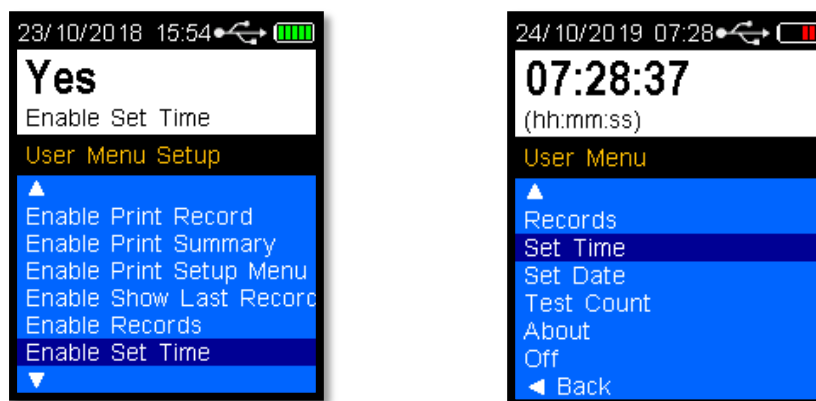 23/10/2018 15:54
Yes
Enable Set Time
User Menu Setup
Enable Print Record
Enable Print Summary
Enable Print Setup Menu
Enable Show Last Recorc
Enable Records
Enable Set Time
24/10/2019 07:28
07:28:37
(hh:mm:ss)
User Menu
Records
Set Time
Set Date
Test Count
About
Off
Back